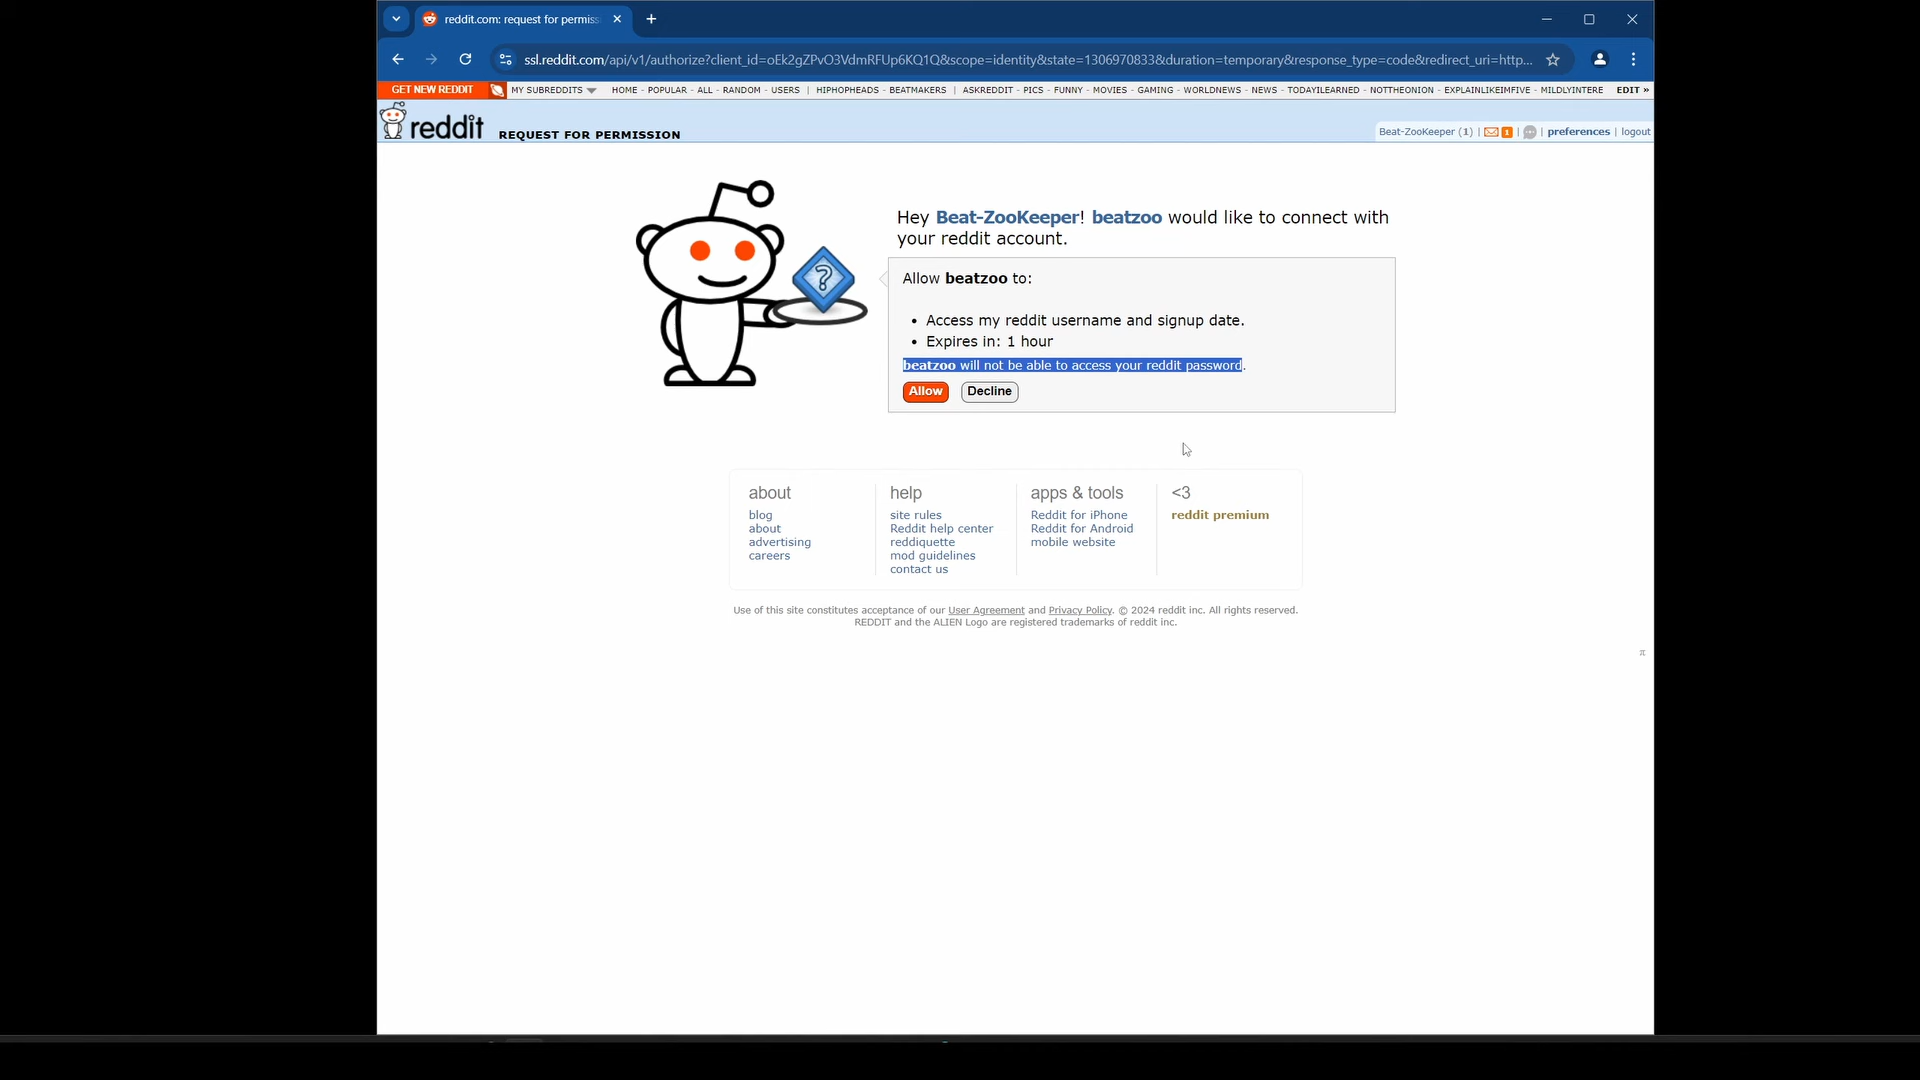 reddit.com: request for permiss
ssl.reddit.com/api/v1/authorize?client_id=oEk2gZPvO3VdmRFUp6KQ1Q&scope=identity&state=1306970833&duration=temporary&response_type=code&redirect_uri=http...
GET NEW REDDIT MY SUBREDDITS HOME - POPULAR - ALL - RANDOM - USERS | HIPHOPHEADS - BEATMAKERS | ASKREDDIT - PICS - FUNNY - MOVIES - GAMING - WORLDNEWS - NEWS - TODAYILEARNED - NOTTHEONION - EXPLAINLIKEIMFIVE - MILDLYINTERE EDIT »
reddit REQUEST FOR PERMISSION
Beat-ZooKeeper (1) | 1 | | preferences | logout
Hey Beat-ZooKeeper! beatzoo would like to connect with
your reddit account.
?
Allow beatzoo to:
• Access my reddit username and signup date.
• Expires in: 1 hour
beatzoo will not be able to access your reddit password.
Allow Decline
about
blog
about
advertising
careers
help
site rules
Reddit help center
reddiquette
mod guidelines
contact us
apps & tools
Reddit for iPhone
Reddit for Android
mobile website
<3
reddit premium
Use of this site constitutes acceptance of our User Agreement and Privacy Policy. © 2024 reddit inc. All rights reserved.
REDDIT and the ALIEN Logo are registered trademarks of reddit inc.
π